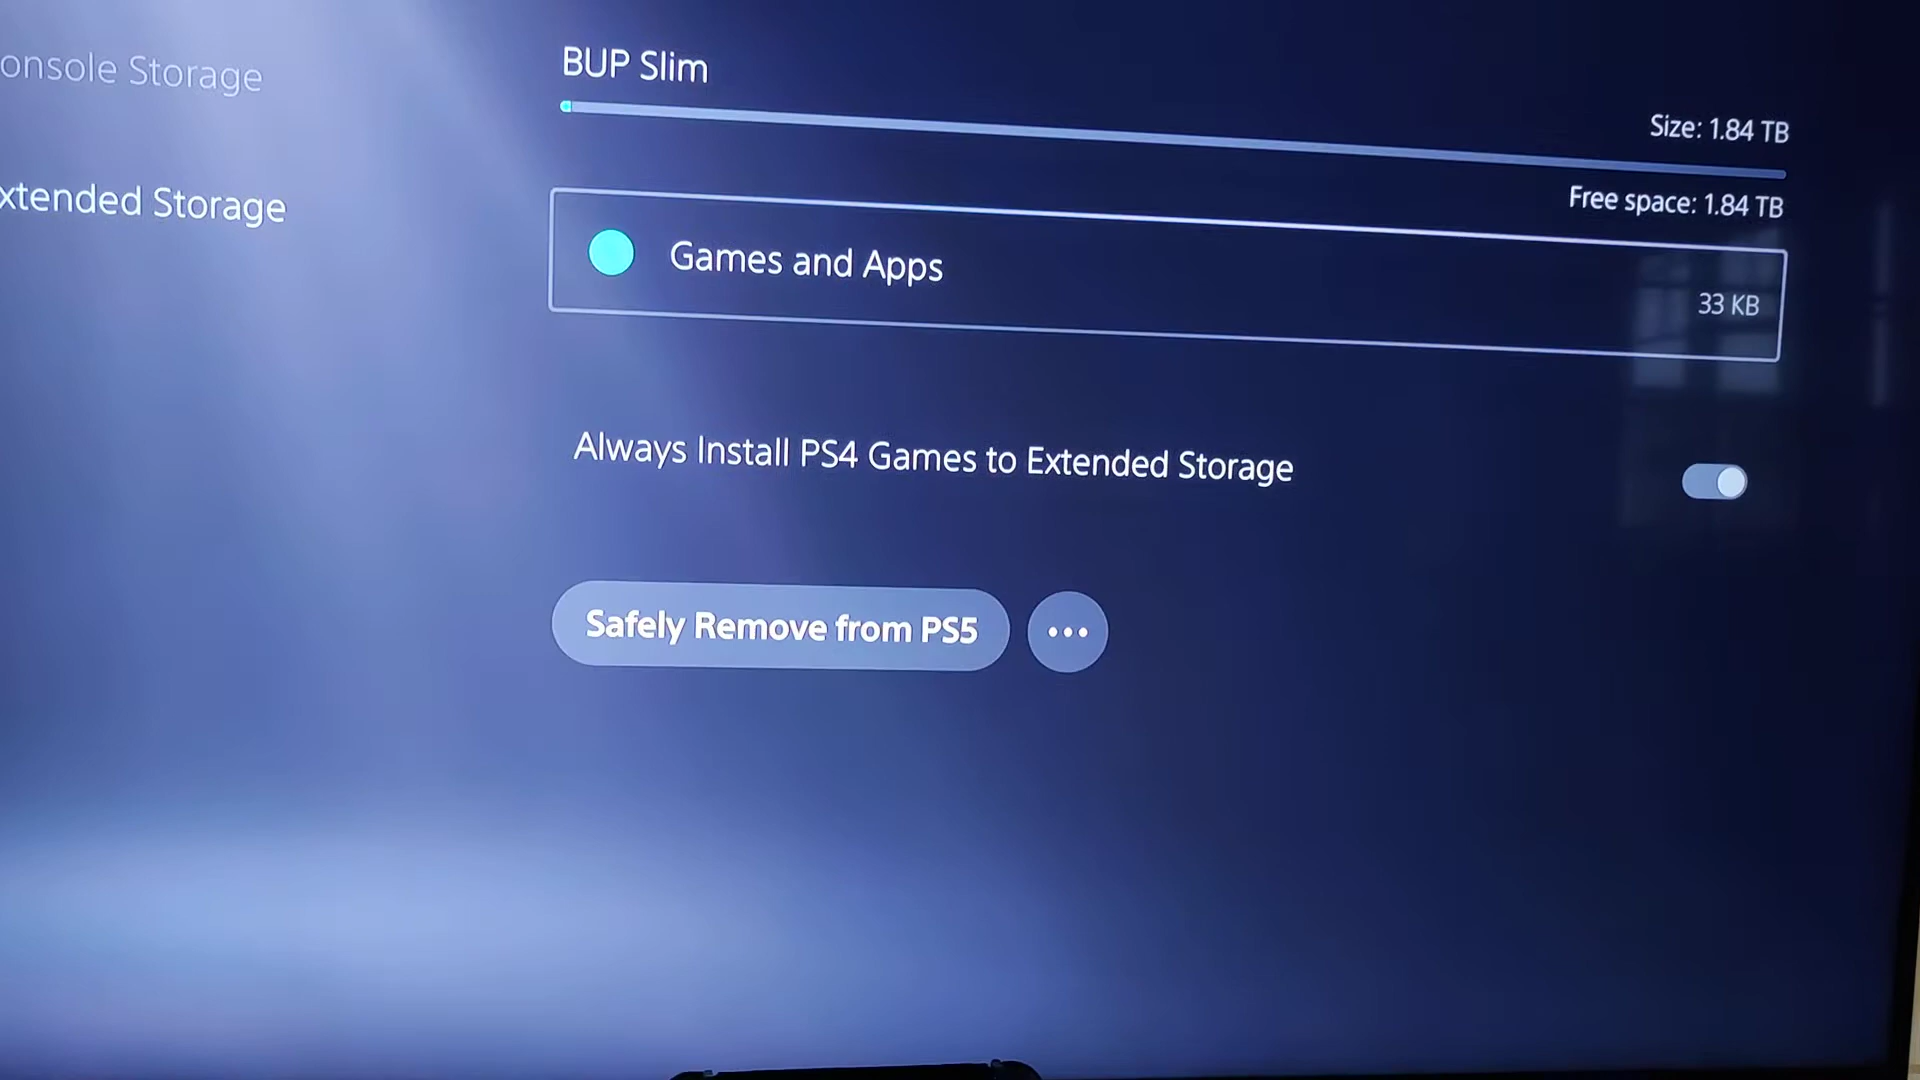 onsole Storage
xtended Storage
BUP Slim
Size: 1.84 TB
Free space: 1.84 TB
Games and Apps
33 KB
Always Install PS4 Games to Extended Storage
Safely Remove from PS5
•••